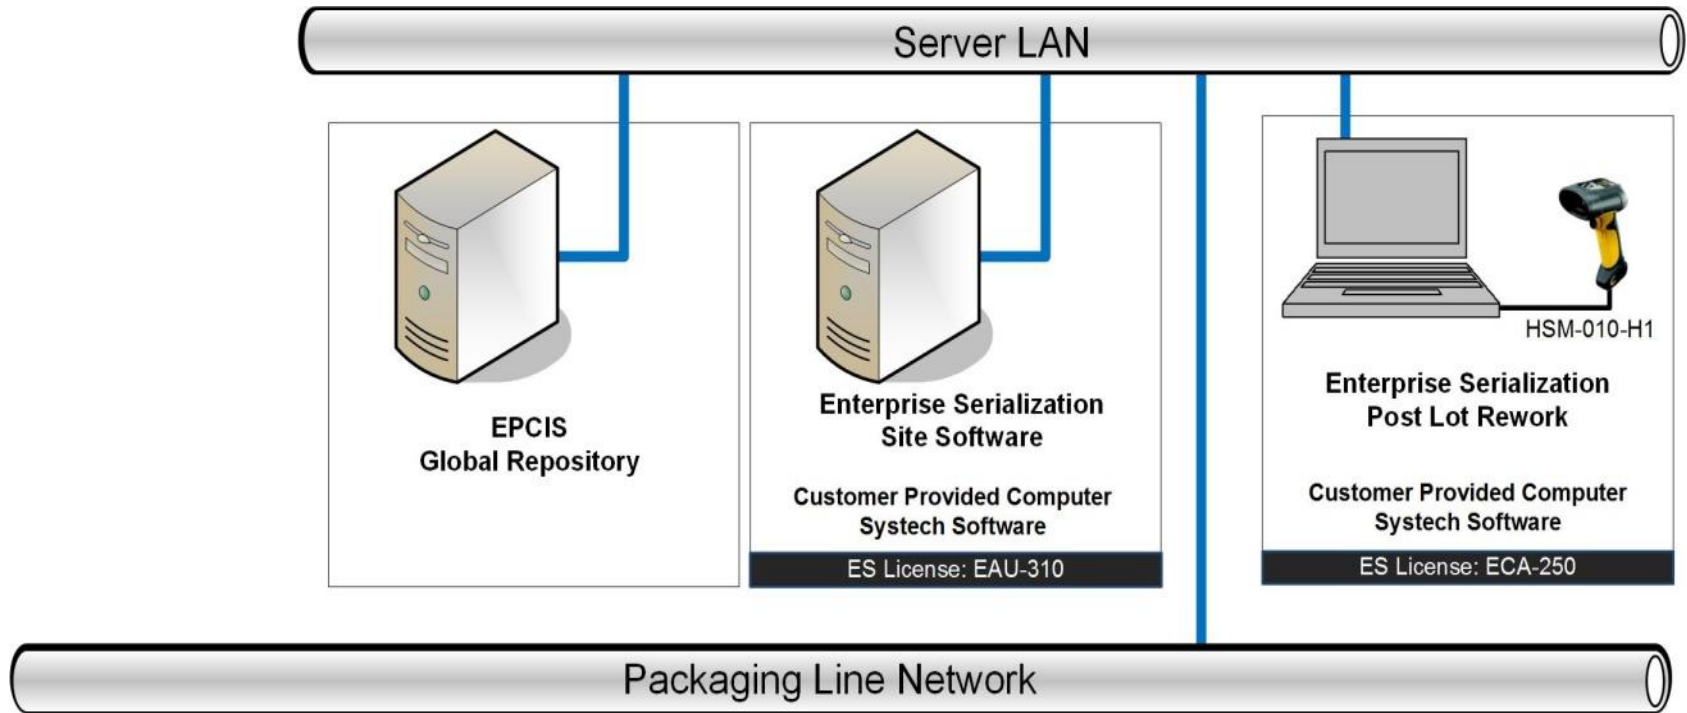 Server LAN
EPCIS
Global Repository
Enterprise Serialization
Site Software
Customer Provided Computer
Systech Software
ES License: EAU-310
HSM-010-H1
Enterprise Serialization
Post Lot Rework
Customer Provided Computer
Systech Software
ES License: ECA-250
Packaging Line Network